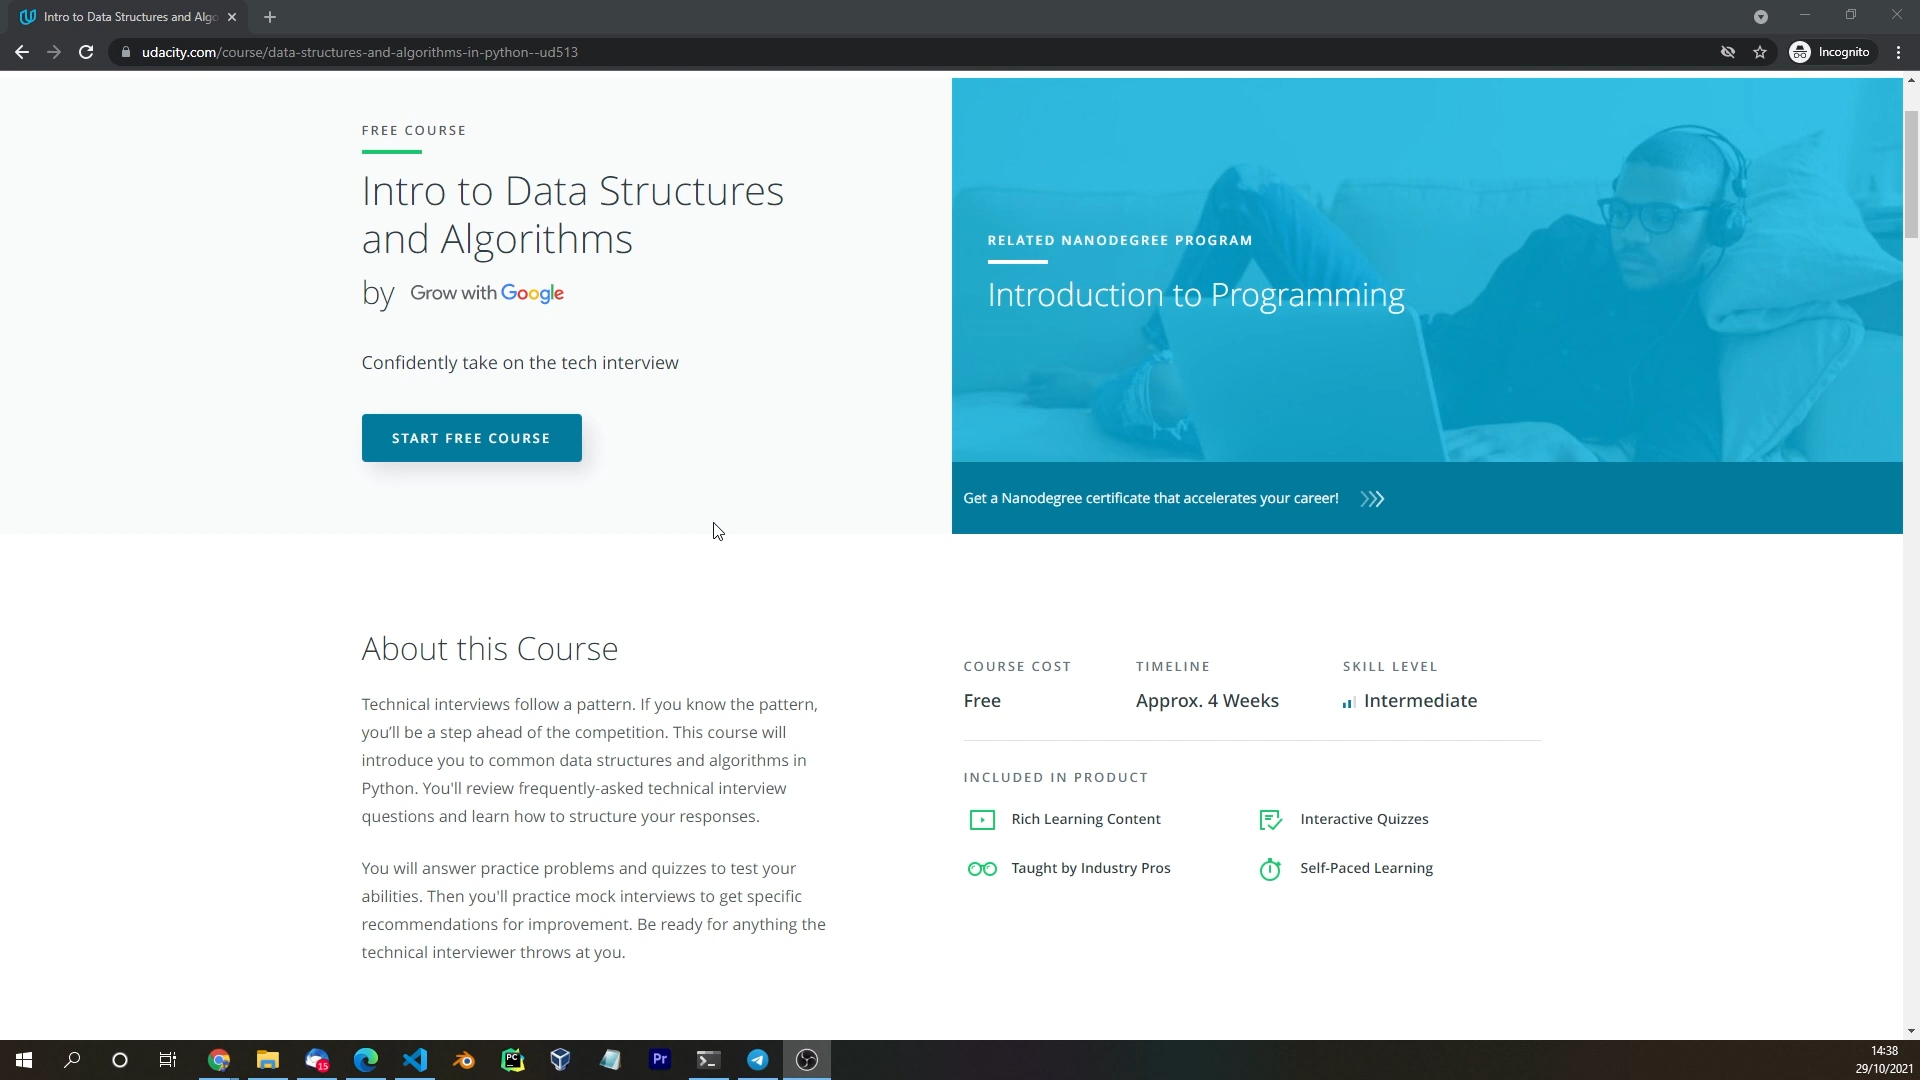 Intro to Data Structures and Algo
udacity.com/course/data-structures-and-algorithms-in-python--ud513
Incognito
FREE COURSE
Intro to Data Structures
and Algorithms
by Grow with Google
Confidently take on the tech interview
START FREE COURSE
RELATED NANODEGREE PROGRAM
Introduction to Programming
Get a Nanodegree certificate that accelerates your career!
About this Course
Technical interviews follow a pattern. If you know the pattern,
you'll be a step ahead of the competition. This course will
introduce you to common data structures and algorithms in
Python. You'll review frequently-asked technical interview
questions and learn how to structure your responses.
You will answer practice problems and quizzes to test your
abilities. Then you'll practice mock interviews to get specific
recommendations for improvement. Be ready for anything the
technical interviewer throws at you.
COURSE COST
Free
TIMELINE
Approx. 4 Weeks
SKILL LEVEL
Intermediate
INCLUDED IN PRODUCT
Rich Learning Content
Interactive Quizzes
Taught by Industry Pros
Self-Paced Learning
15
PC
Pr
14:38
29/10/2021